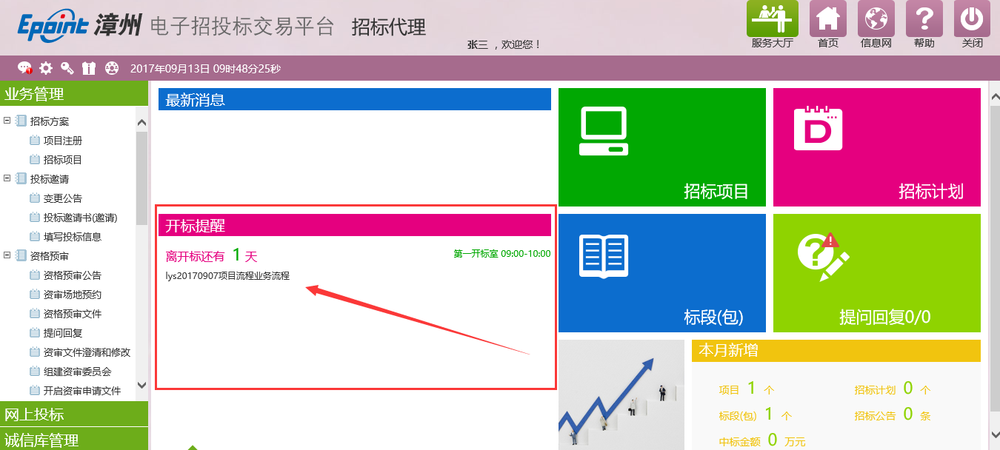 Epoint 漳州 电子招投标交易平台 招标代理
张三 ，欢迎您！
服务大厅 首页 信息网 帮助 关闭
2017年09月13日 09时48分25秒
业务管理
招标方案
项目注册
招标项目
投标邀请
变更公告
投标邀请书(邀请)
填写投标信息
资格预审
资格预审公告
资审场地预约
资格预审文件
提问回复
资审文件澄清和修改
组建资审委员会
开启资审申请文件
网上投标
诚信库管理
最新消息
开标提醒
离开标还有 1 天 第一开标室 09:00-10:00
lys20170907项目流程业务流程
招标项目
D
招标计划
标段(包)
提问回复0/0
本月新增
项目 1 个 招标计划 0 个
标段(包) 1 个 招标公告 0 条
中标金额 0 万元